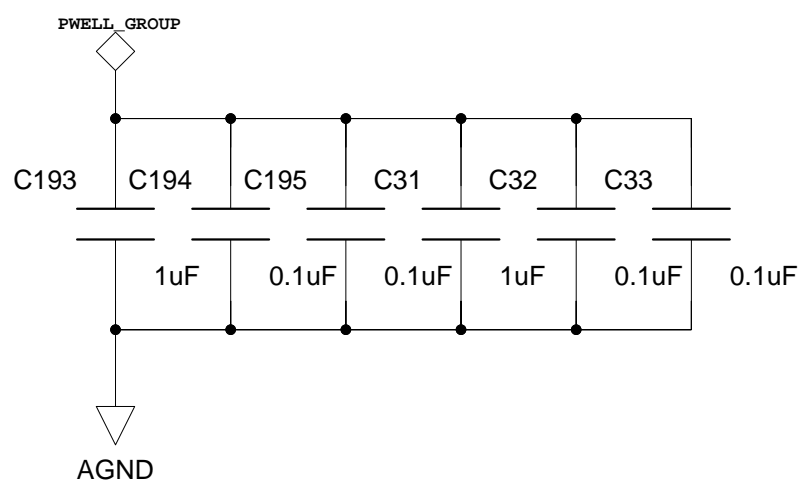 PWELL_GROUP
C193 C194 C195 C31 C32 C33
1uF 0.1uF 0.1uF 1uF 0.1uF 0.1uF
AGND